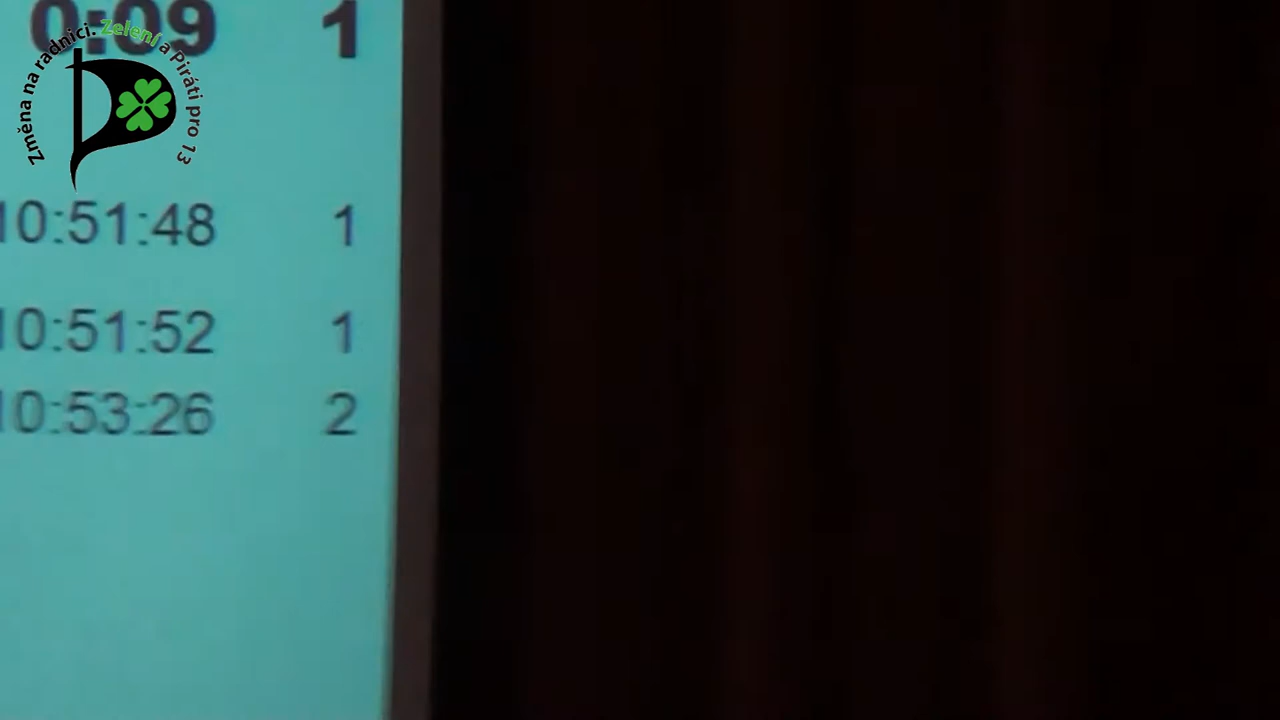 0:09 1
Změna na radnici. Zelení a Piráti pro 13
10:51:48 1
10:51:52 1
10:53:26 2